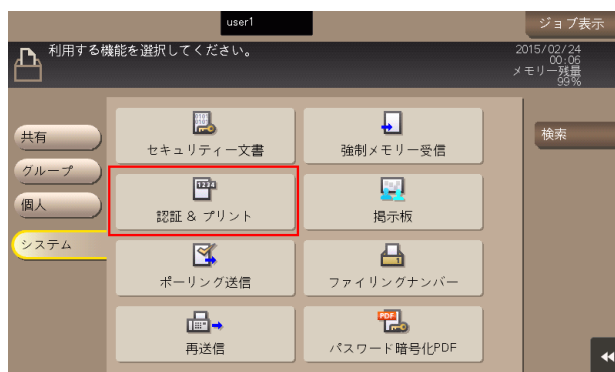 user1
ジョブ表示
利用する機能を選択してください。
2015/02/24
00:06
メモリー残量
99%
共有
グループ
個人
システム
セキュリティー文書
強制メモリー受信
認証 & プリント
掲示板
ポーリング送信
ファイリングナンバー
再送信
PDF
パスワード暗号化PDF
検索